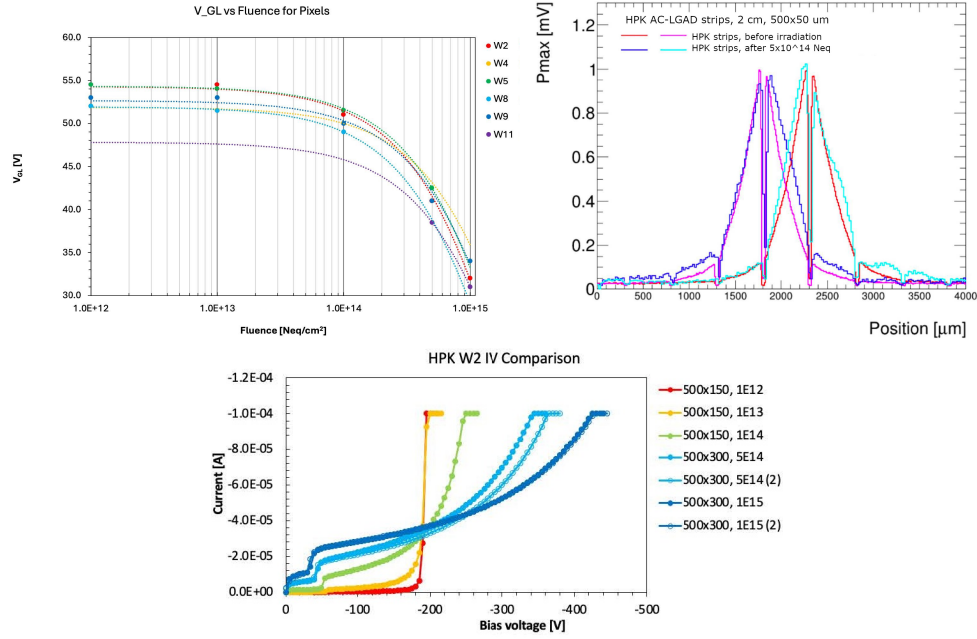 V_GL vs Fluence for Pixels
60.0
55.0
50.0
45.0
40.0
35.0
30.0
V_GL [V]
1.0E+12
1.0E+13
1.0E+14
1.0E+15
Fluence [Neq/cm²]
W2
W4
W5
W8
W9
W11
Pmax [mV]
1.2
1
0.8
0.6
0.4
0.2
0
HPK AC-LGAD strips, 2 cm, 500x50 um
HPK strips, before irradiation
HPK strips, after 5x10^14 Neq
0
500
1000
1500
2000
2500
3000
3500
4000
Position [μm]
HPK W2 IV Comparison
-1.2E-04
-1.0E-04
-8.0E-05
-6.0E-05
-4.0E-05
-2.0E-05
0.0E+00
Current [A]
0
-100
-200
-300
-400
-500
Bias voltage [V]
500x150, 1E12
500x150, 1E13
500x150, 1E14
500x300, 5E14
500x300, 5E14 (2)
500x300, 1E15
500x300, 1E15 (2)